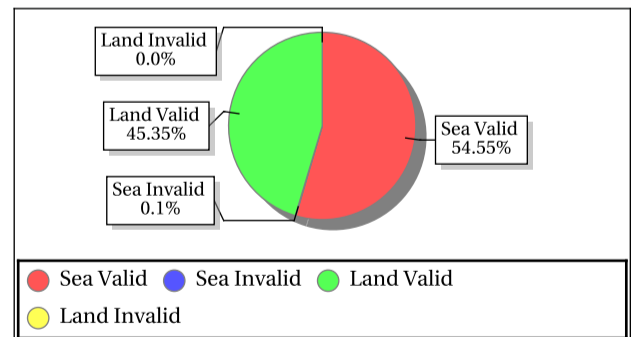 Land Invalid
0.0%
Land Valid
45.35%
Sea Valid
54.55%
Sea Invalid
0.1%
Sea Valid
Sea Invalid
Land Valid
Land Invalid